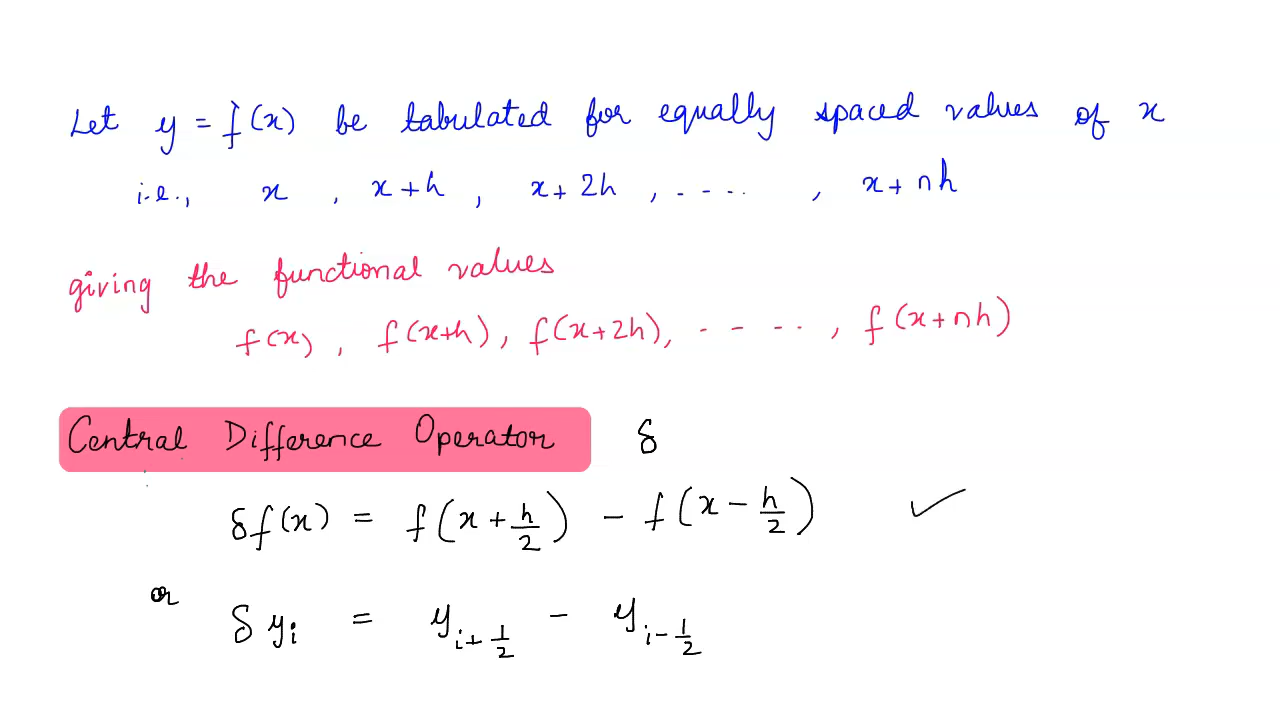 Let y = f(x) be tabulated for equally spaced values of x
i.e., x , x+h , x+2h , ..... , x+nh
giving the functional values
f(x) , f(x+h), f(x+2h), ..... , f(x+nh)
Central Difference Operator δ
δf(x) = f(x + h/2) - f(x - h/2) ✓
or δy_i = y_{i+1/2} - y_{i-1/2}